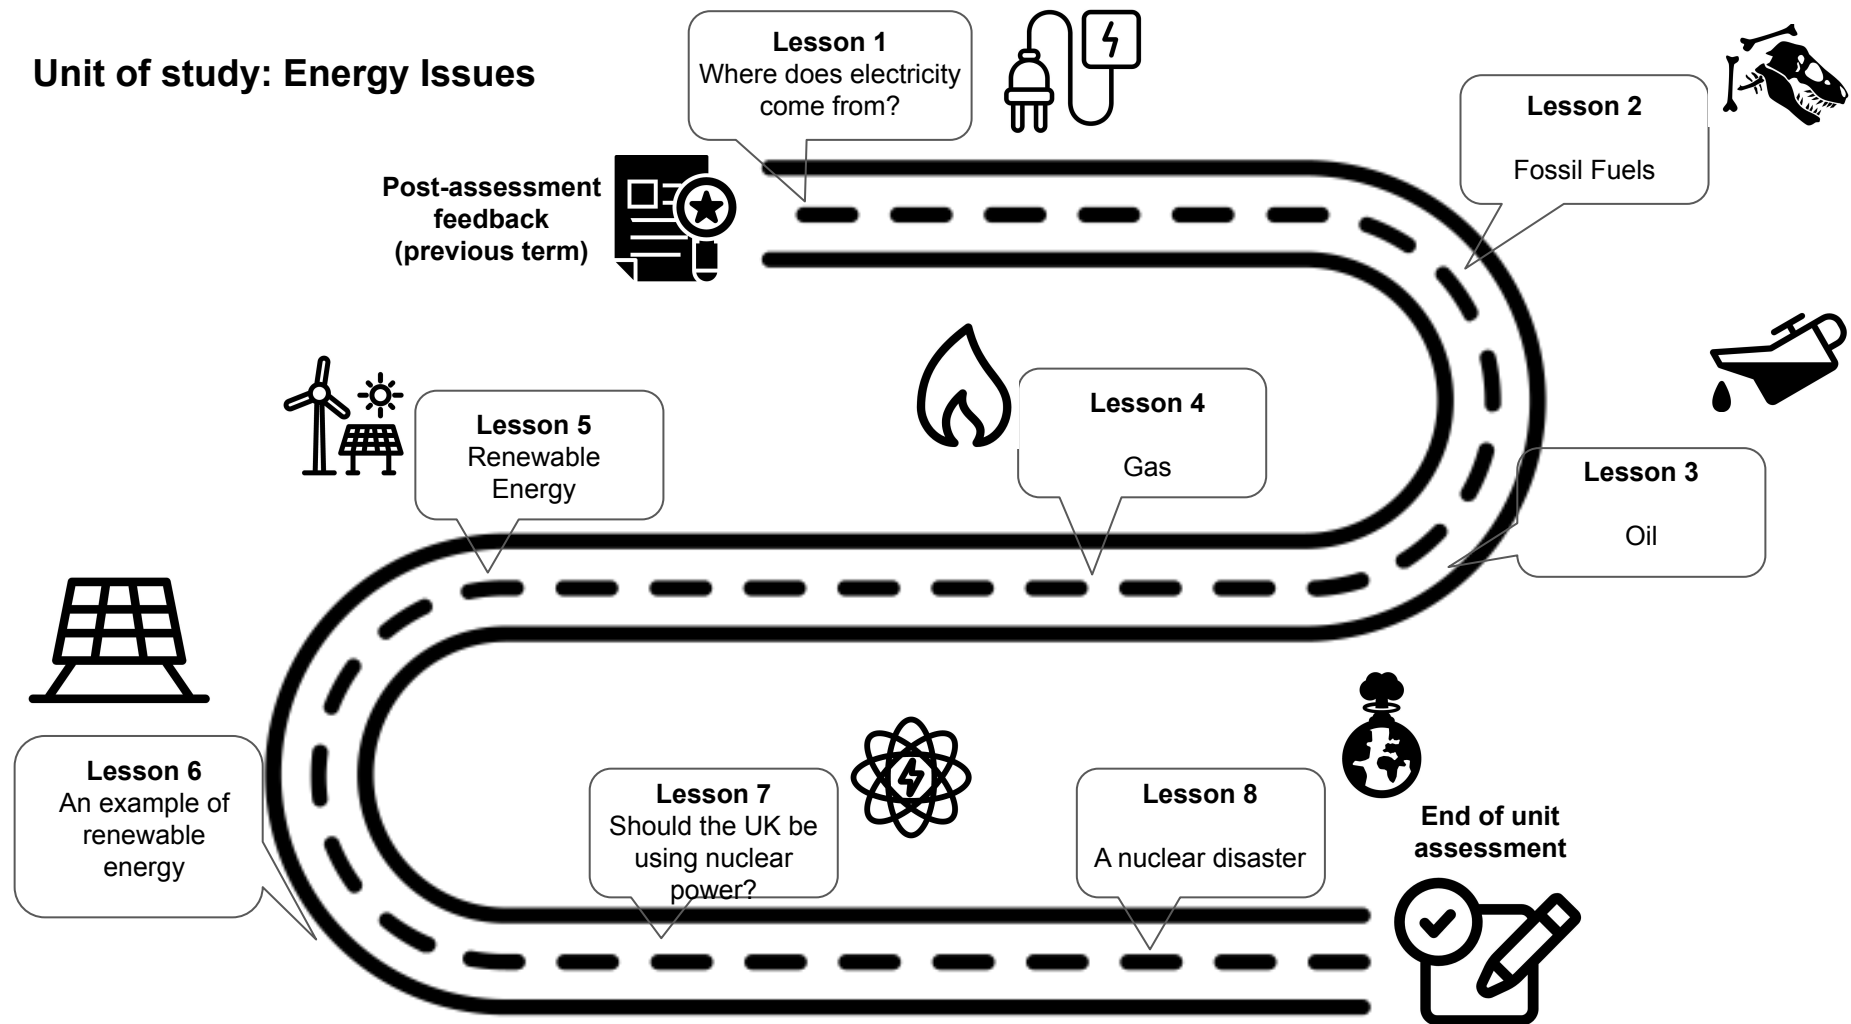 Unit of study: Energy Issues
Lesson 1
Where does electricity
come from?
Lesson 2
Fossil Fuels
Post-assessment
feedback
(previous term)
Lesson 3
Oil
Lesson 4
Gas
Lesson 5
Renewable
Energy
Lesson 6
An example of
renewable
energy
Lesson 7
Should the UK be
using nuclear
power?
Lesson 8
A nuclear disaster
End of unit
assessment